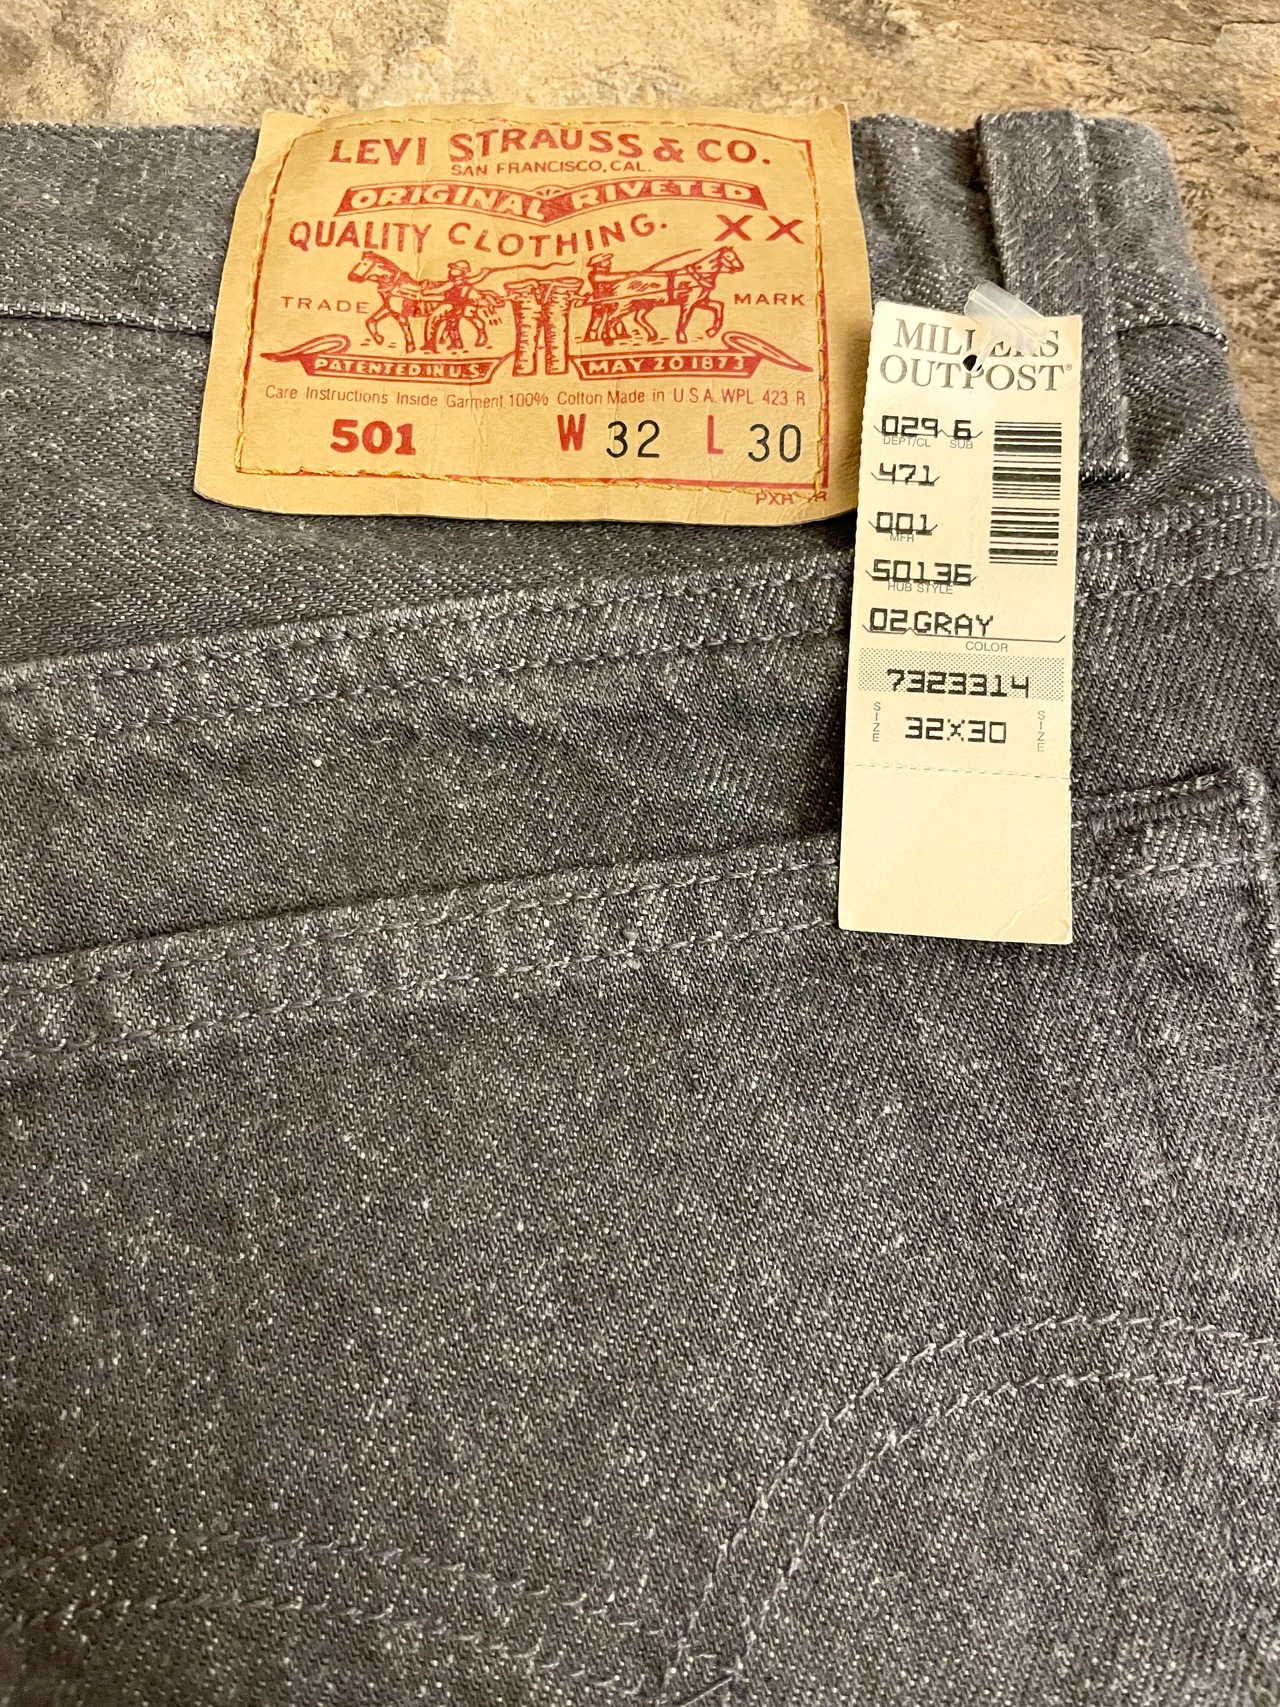 LEVI STRAUSS & CO.
SAN FRANCISCO, CAL.
ORIGINAL RIVETED
QUALITY CLOTHING. XX
TRADE MARK
PATENTED IN U.S. MAY 20 1873
Care Instructions Inside Garment 100% Cotton Made in U.S.A. WPL 423 R
501 W 32 L 30
MILLERS
OUTPOST®
029 6
DEPT/CL SUB
471
001
MFR
50136
HUB STYLE
02 GRAY
COLOR
7323314
SIZE 32X30 SIZE